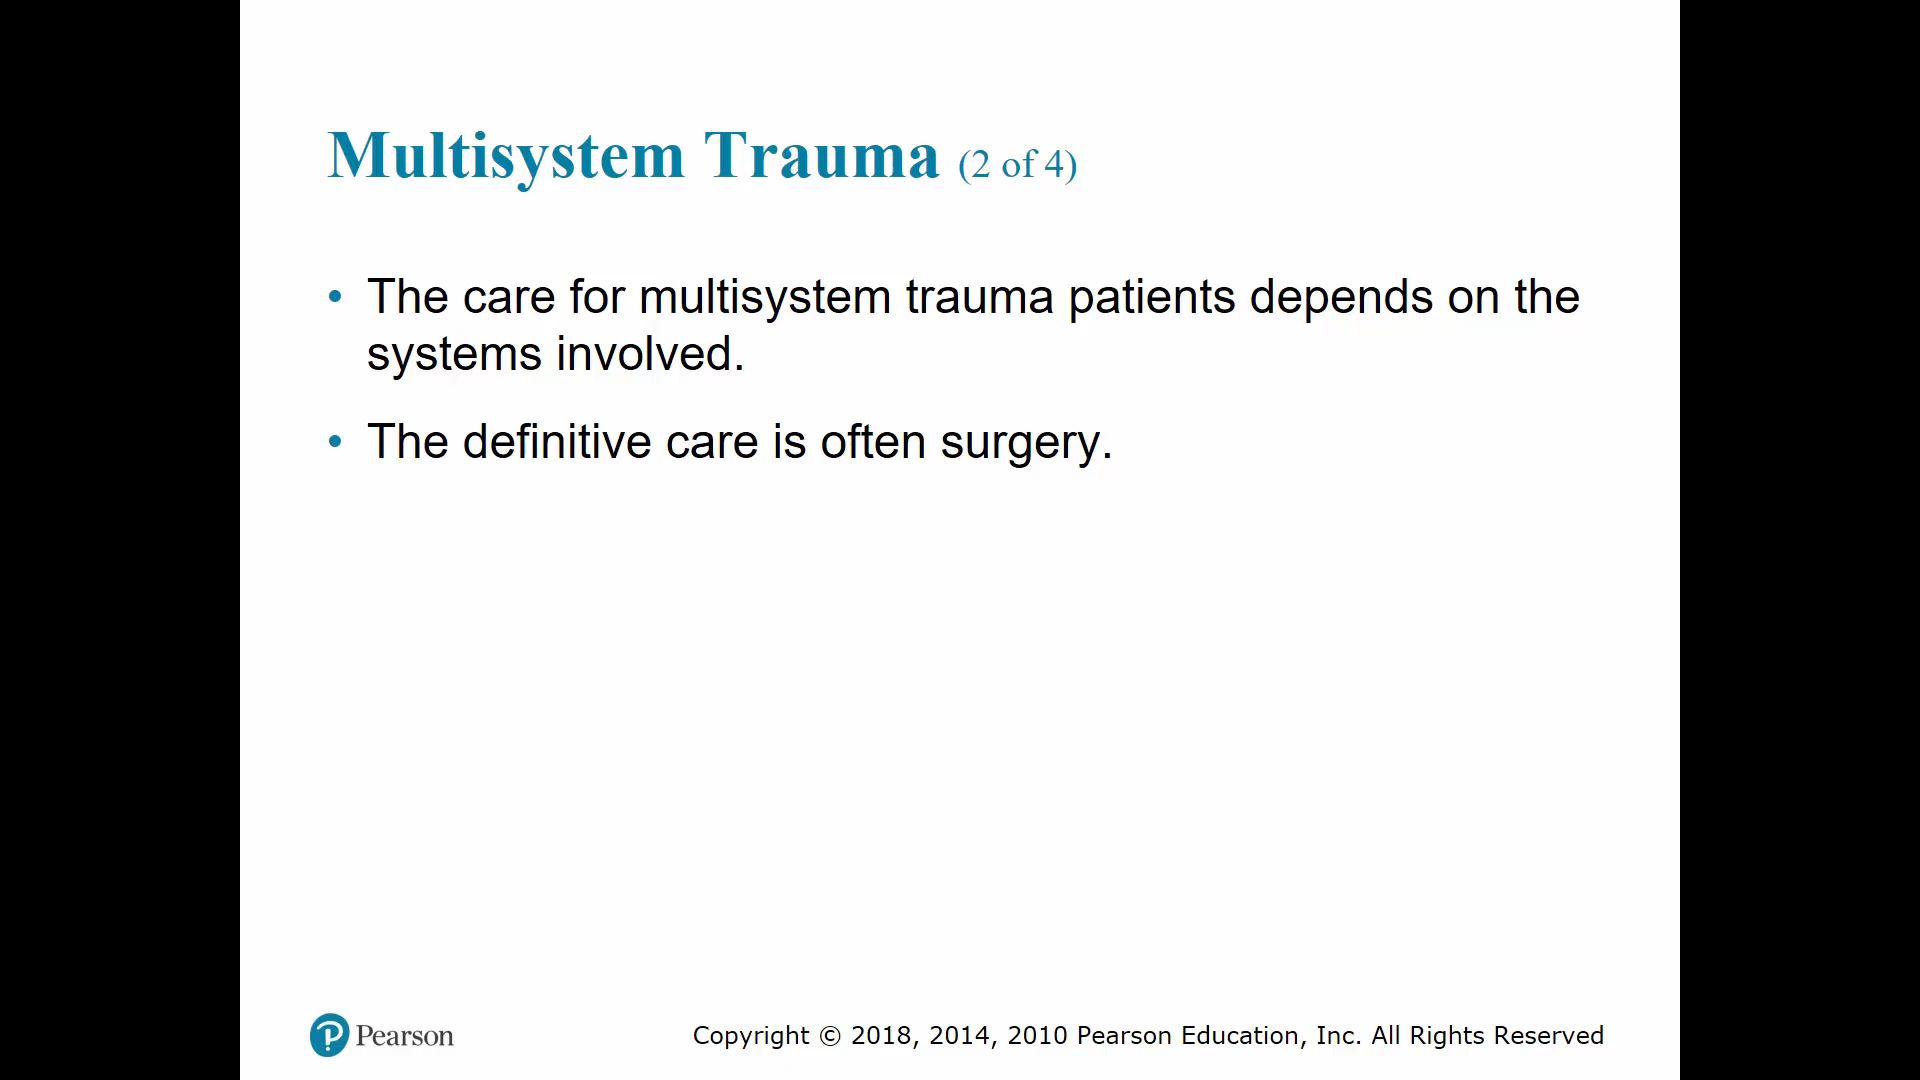 Multisystem Trauma (2 of 4)
• The care for multisystem trauma patients depends on the
systems involved.
• The definitive care is often surgery.
Pearson
Copyright © 2018, 2014, 2010 Pearson Education, Inc. All Rights Reserved